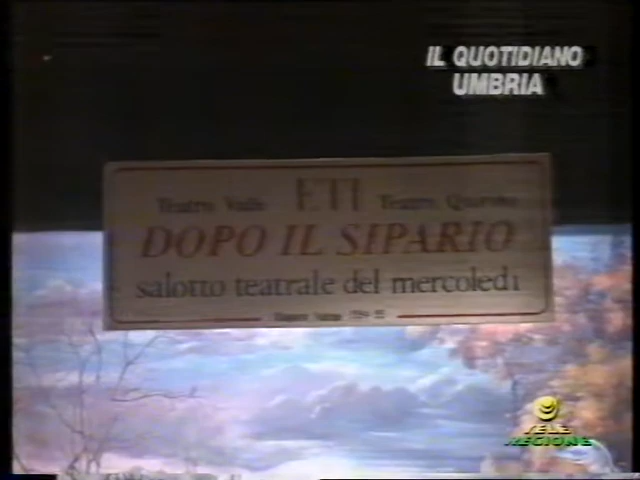 IL QUOTIDIANO
UMBRIA
Teatro Valle ETI Teatro Quirino
DOPO IL SIPARIO
salotto teatrale del mercoledì
TELE
REGIONE